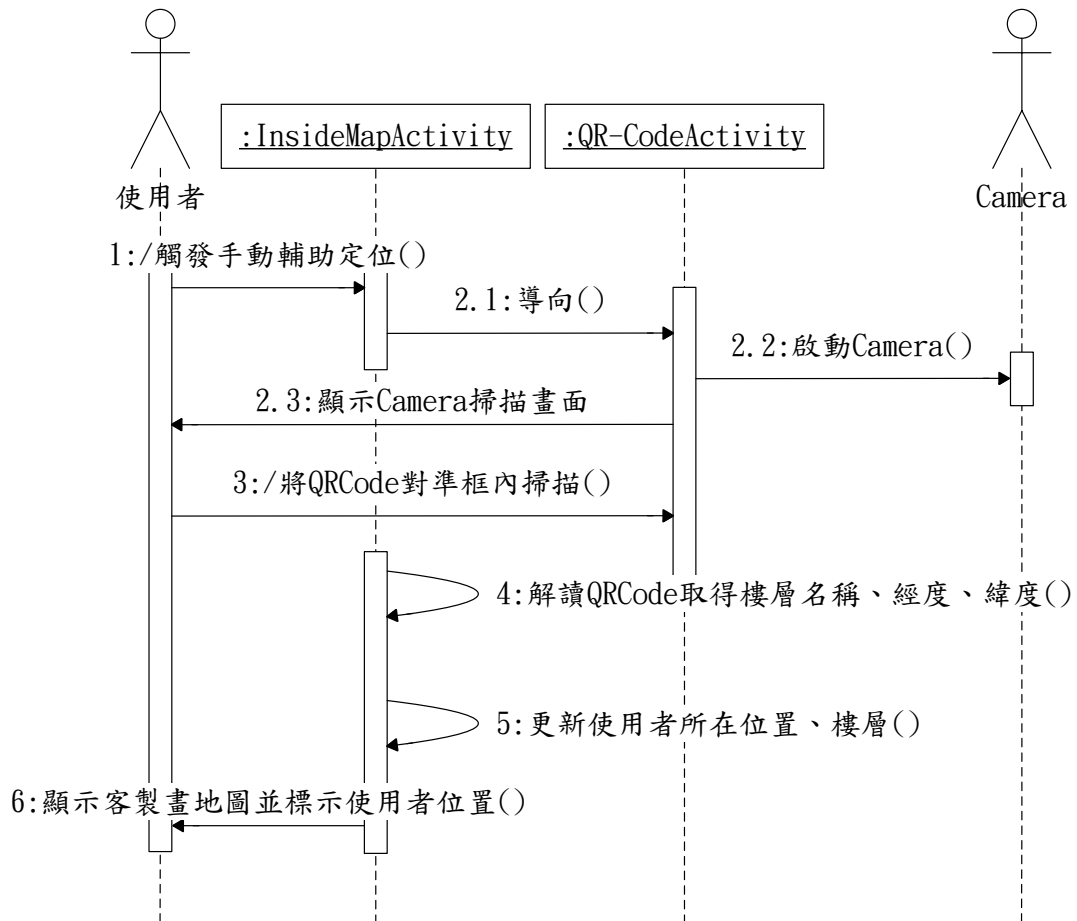 :InsideMapActivity
:QR-CodeActivity
使用者
Camera
1:/觸發手動輔助定位()
2.1:導向()
2.2:啟動Camera()
2.3:顯示Camera掃描畫面
3:/將QRCode對準框內掃描()
4:解讀QRCode取得樓層名稱、經度、緯度()
5:更新使用者所在位置、樓層()
6:顯示客製畫地圖並標示使用者位置()